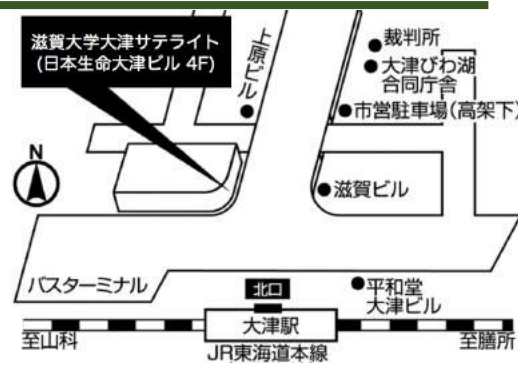 滋賀大学大津サテライト
(日本生命大津ビル 4F)
上原ビル
裁判所
大津びわ湖
合同庁舎
市営駐車場(高架下)
N
滋賀ビル
バスターミナル
北口
平和堂
大津ビル
大津駅
至山科
至膳所
JR東海道本線